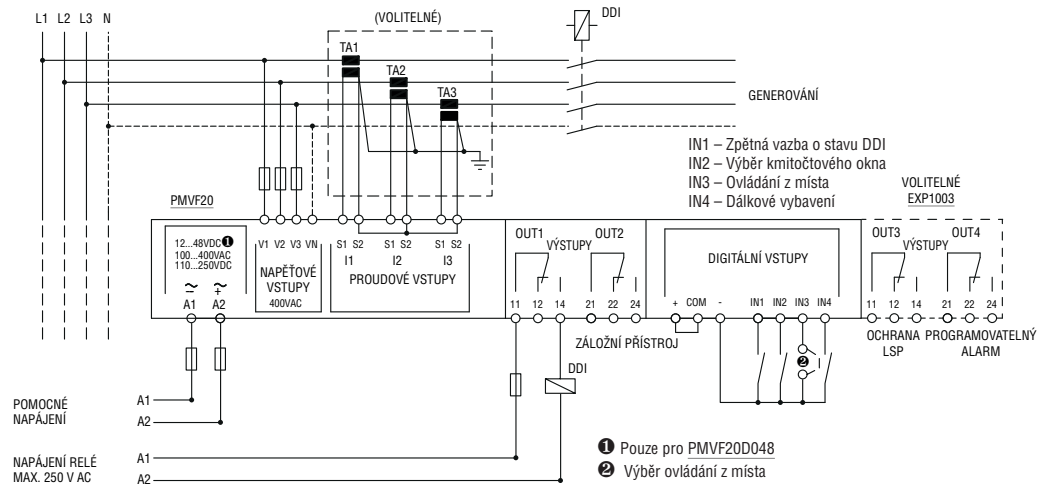 L1 L2 L3 N
(VOLITELNÉ)
DDI
TA1
TA2
TA3
GENEROVÁNÍ
IN1 – Zpětná vazba o stavu DDI
IN2 – Výběr kmitočtového okna
IN3 – Ovládání z místa
IN4 – Dálkové vybavení
VOLITELNÉ
EXP1003
PMVF20
12...48VDC❶
100...400VAC
110...250VDC
~ ~
− +
A1 A2
V1 V2 V3 VN
NAPĚŤOVÉ
VSTUPY
400VAC
S1 S2 S1 S2 S1 S2
I1 I2 I3
PROUDOVÉ VSTUPY
OUT1 OUT2
VÝSTUPY
11 12 14 21 22 24
DIGITÁLNÍ VSTUPY
+ COM - IN1 IN2 IN3 IN4
OUT3 OUT4
VÝSTUPY
11 12 14 21 22 24
ZÁLOŽNÍ PŘÍSTROJ
OCHRANA
LSP
PROGRAMOVATELNÝ
ALARM
❷
DDI
POMOCNÉ
NAPÁJENÍ
A1
A2
NAPÁJENÍ RELÉ
MAX. 250 V AC
A1
A2
❶ Pouze pro PMVF20D048
❷ Výběr ovládání z místa